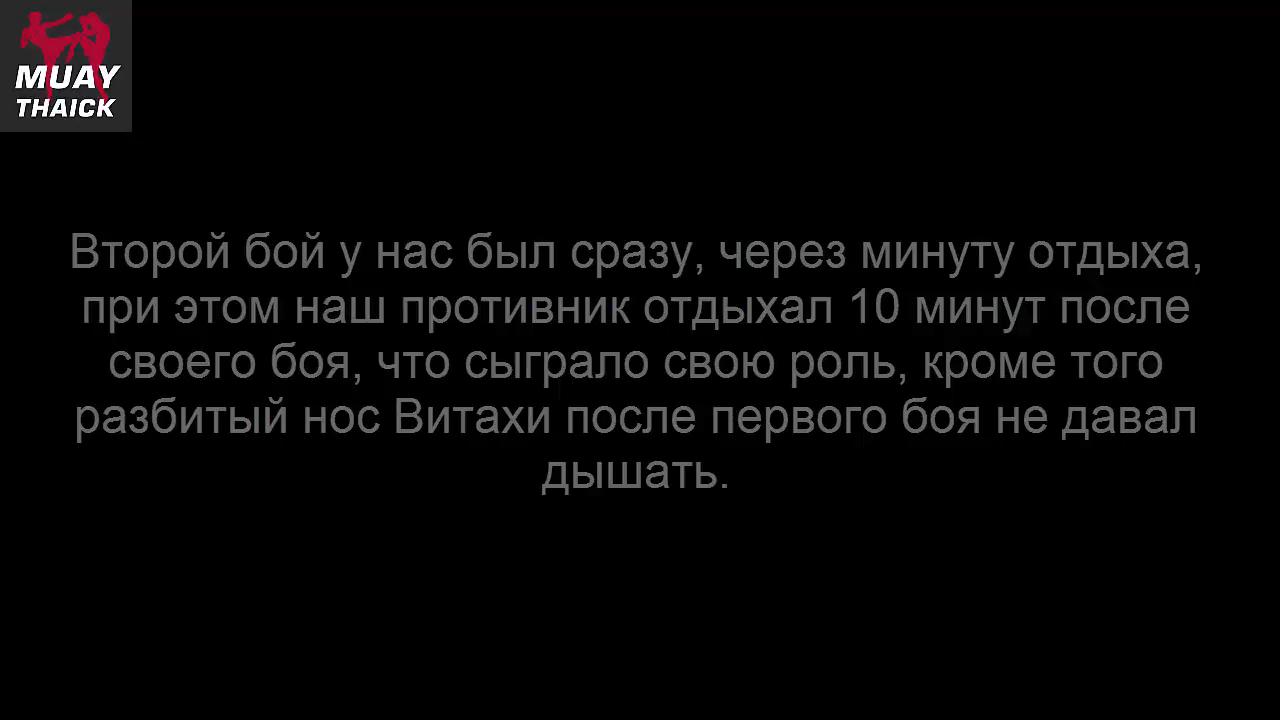 MUAY
THAICK
Второй бой у нас был сразу, через минуту отдыха,
при этом наш противник отдыхал 10 минут после
своего боя, что сыграло свою роль, кроме того
разбитый нос Витахи после первого боя не давал
дышать.